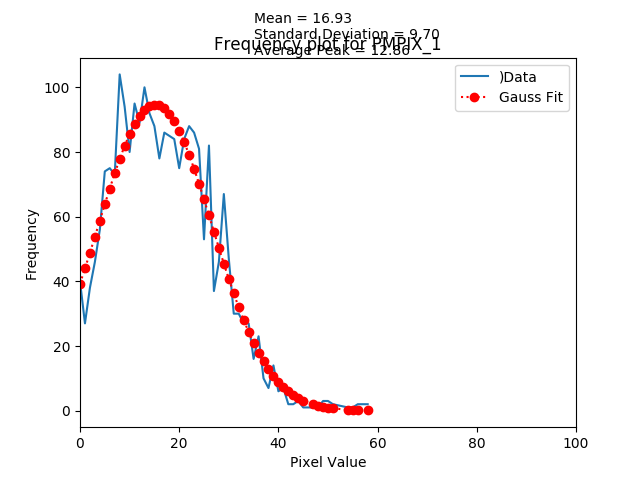 Mean = 16.93
Standard Deviation = 9.70
Frequency plot for PMPIX_1
Average Peak = 12.86
)Data
Gauss Fit
Frequency
100
80
60
40
20
0
0 20 40 60 80 100
Pixel Value